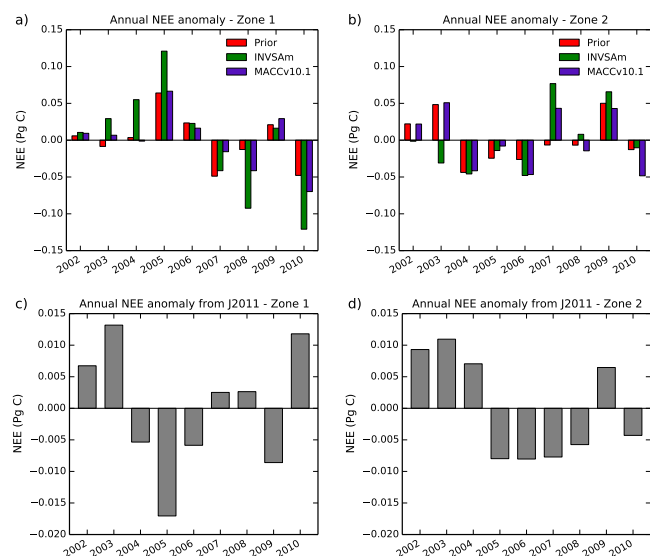 a)
Annual NEE anomaly - Zone 1
0.15
0.10
0.05
0.00
−0.05
−0.10
−0.15
NEE (Pg C)
Prior
INVSAm
MACCv10.1
2002 2003 2004 2005 2006 2007 2008 2009 2010
b)
Annual NEE anomaly - Zone 2
0.15
0.10
0.05
0.00
−0.05
−0.10
−0.15
NEE (Pg C)
Prior
INVSAm
MACCv10.1
2002 2003 2004 2005 2006 2007 2008 2009 2010
c)
Annual NEE anomaly from J2011 - Zone 1
0.015
0.010
0.005
0.000
−0.005
−0.010
−0.015
−0.020
NEE (Pg C)
2002 2003 2004 2005 2006 2007 2008 2009 2010
d)
Annual NEE anomaly from J2011 - Zone 2
0.015
0.010
0.005
0.000
−0.005
−0.010
−0.015
−0.020
NEE (Pg C)
2002 2003 2004 2005 2006 2007 2008 2009 2010